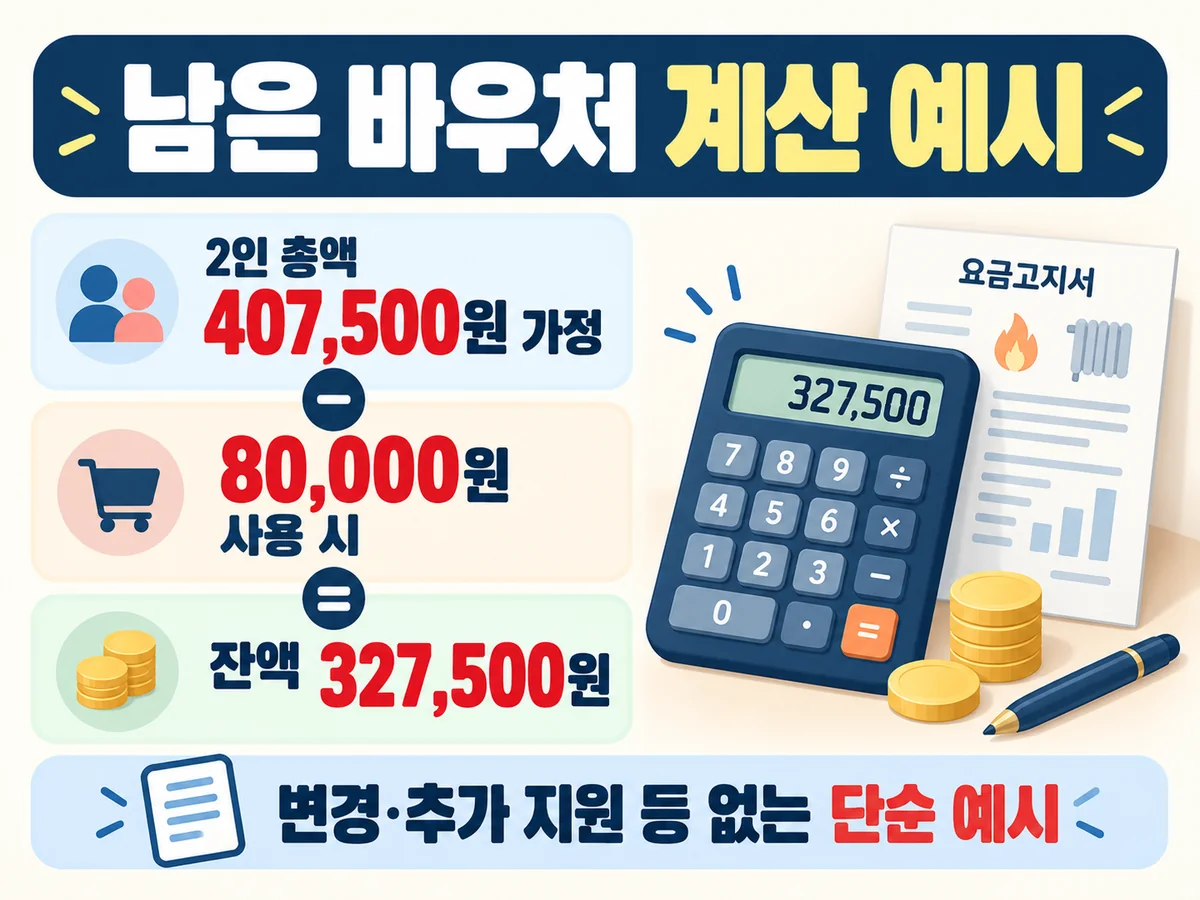 남은 바우처 계산 예시
2인 총액
407,500원 가정
−
80,000원
사용 시
=
잔액 327,500원
요금고지서
327,500
7 8 9 ÷
4 5 6 ×
1 2 3 −
0 . =
변경·추가 지원 등 없는 단순 예시